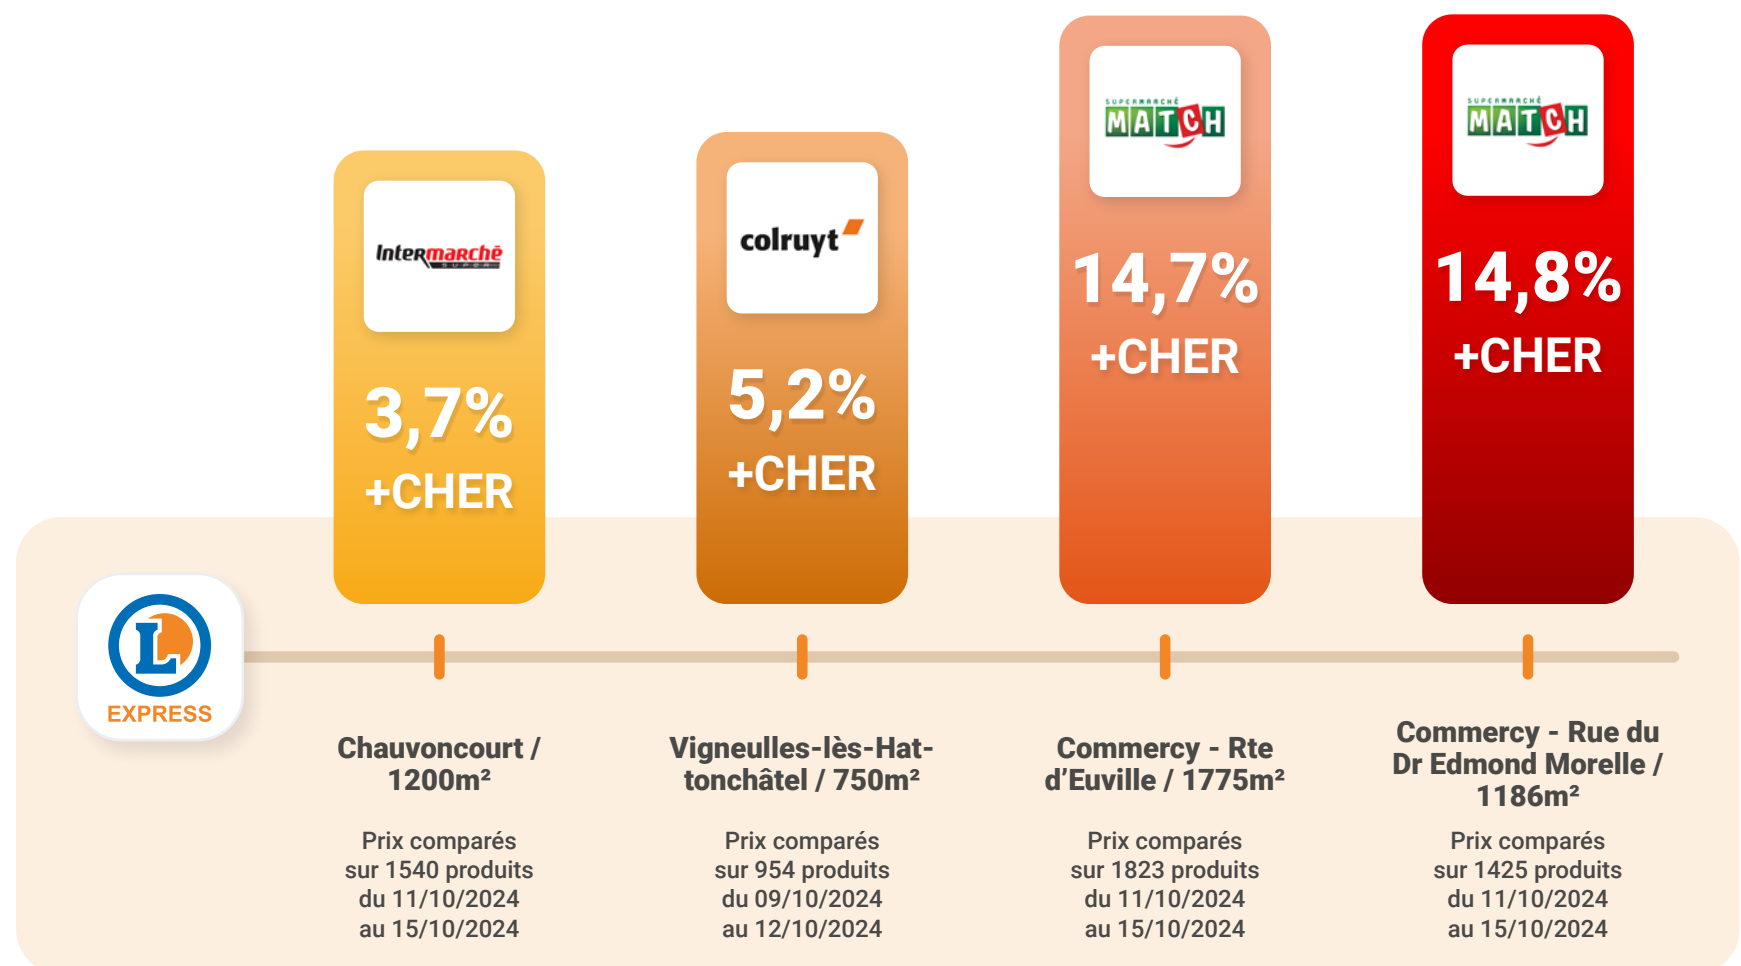 Intermarchē
SUPER
3,7%
+CHER
colruyt
5,2%
+CHER
SUPERMARCHÉ
MATCH
14,7%
+CHER
SUPERMARCHÉ
MATCH
14,8%
+CHER
L
EXPRESS
Chauvoncourt /
1200m²
Prix comparés
sur 1540 produits
du 11/10/2024
au 15/10/2024
Vigneulles-lès-Hat-
tonchâtel / 750m²
Prix comparés
sur 954 produits
du 09/10/2024
au 12/10/2024
Commercy - Rte
d’Euville / 1775m²
Prix comparés
sur 1823 produits
du 11/10/2024
au 15/10/2024
Commercy - Rue du
Dr Edmond Morelle /
1186m²
Prix comparés
sur 1425 produits
du 11/10/2024
au 15/10/2024